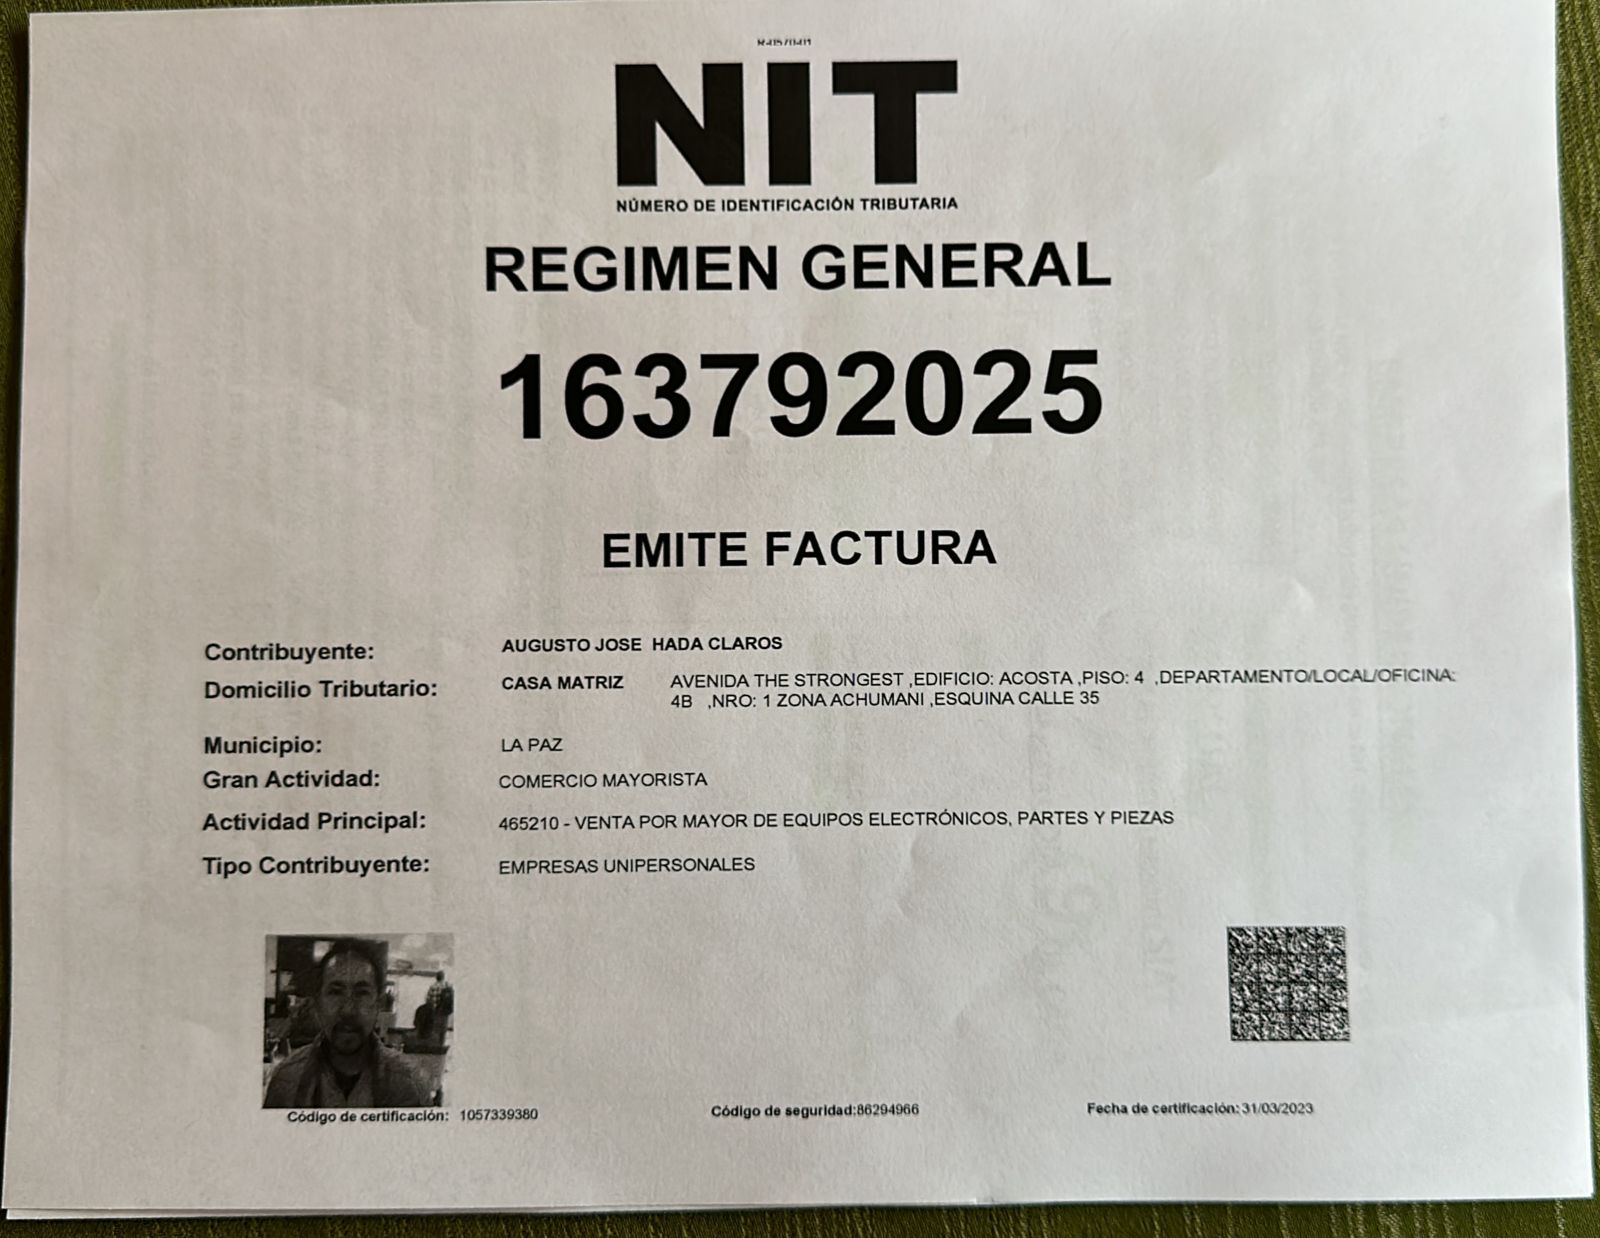 NIT
NÚMERO DE IDENTIFICACIÓN TRIBUTARIA
REGIMEN GENERAL
163792025
EMITE FACTURA
Contribuyente: AUGUSTO JOSE HADA CLAROS
Domicilio Tributario: CASA MATRIZ AVENIDA THE STRONGEST ,EDIFICIO: ACOSTA ,PISO: 4 ,DEPARTAMENTO/LOCAL/OFICINA:
4B ,NRO: 1 ZONA ACHUMANI ,ESQUINA CALLE 35
Municipio: LA PAZ
Gran Actividad: COMERCIO MAYORISTA
Actividad Principal: 465210 - VENTA POR MAYOR DE EQUIPOS ELECTRÓNICOS, PARTES Y PIEZAS
Tipo Contribuyente: EMPRESAS UNIPERSONALES
Código de certificación: 1057339380 Código de seguridad:86294966 Fecha de certificación: 31/03/2023